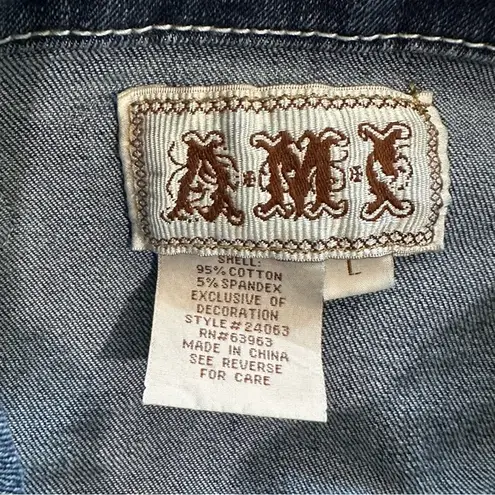 A·M·I
L
SHELL:
95% COTTON
5% SPANDEX
EXCLUSIVE OF
DECORATION
STYLE#24063
RN#63963
MADE IN CHINA
SEE REVERSE
FOR CARE